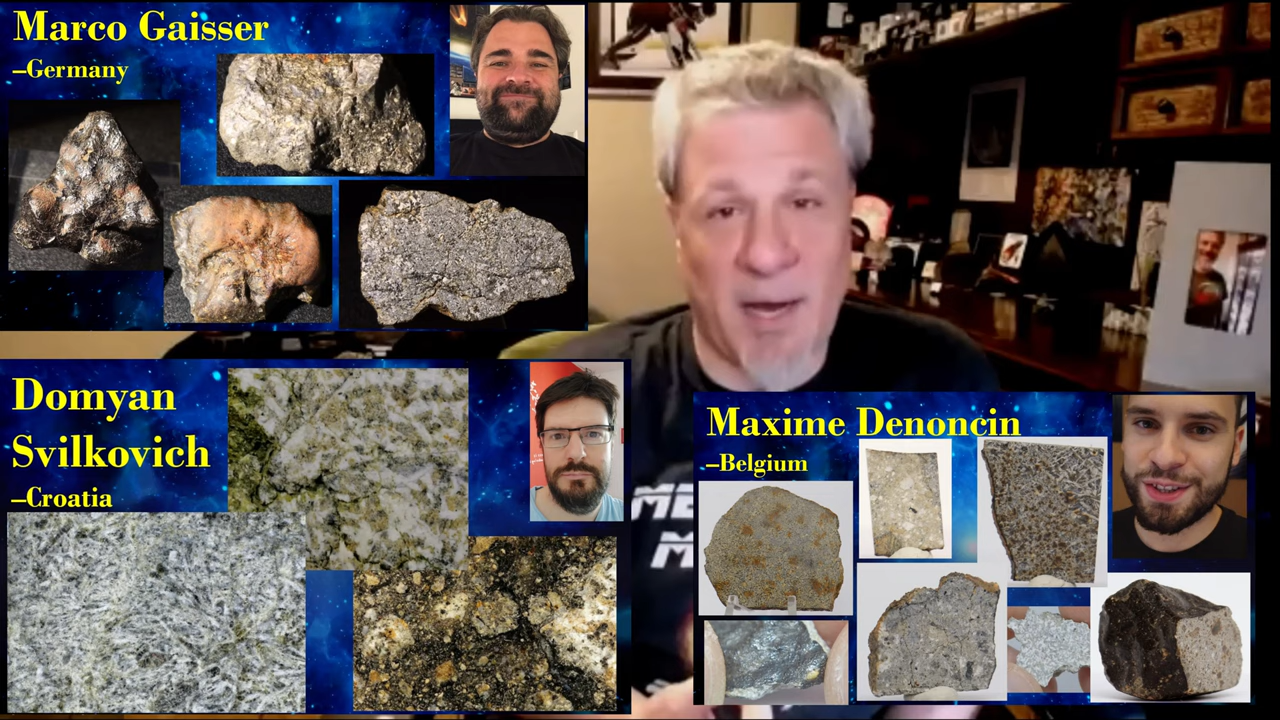 Marco Gaisser
–Germany
Domyan
Svilkovich
–Croatia
Maxime Denoncin
–Belgium